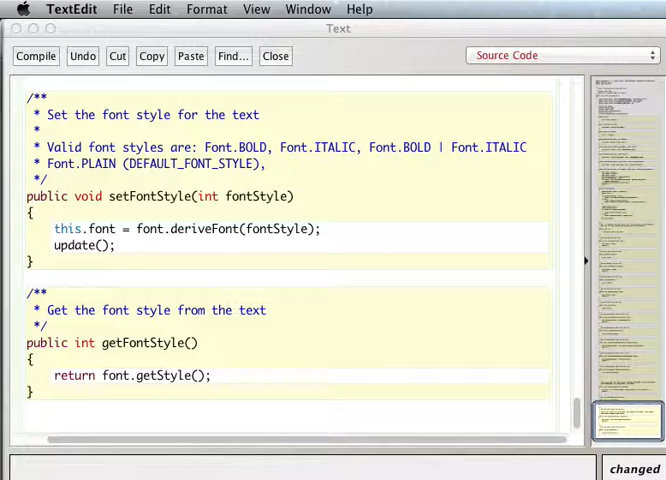 TextEdit File Edit Format View Window Help
Text
Compile Undo Cut Copy Paste Find... Close Source Code
/**
* Set the font style for the text
*
* Valid font styles are: Font.BOLD, Font.ITALIC, Font.BOLD | Font.ITALIC
* Font.PLAIN (DEFAULT_FONT_STYLE),
*/
public void setFontStyle(int fontStyle)
{
this.font = font.deriveFont(fontStyle);
update();
}
/**
* Get the font style from the text
*/
public int getFontStyle()
{
return font.getStyle();
}
changed